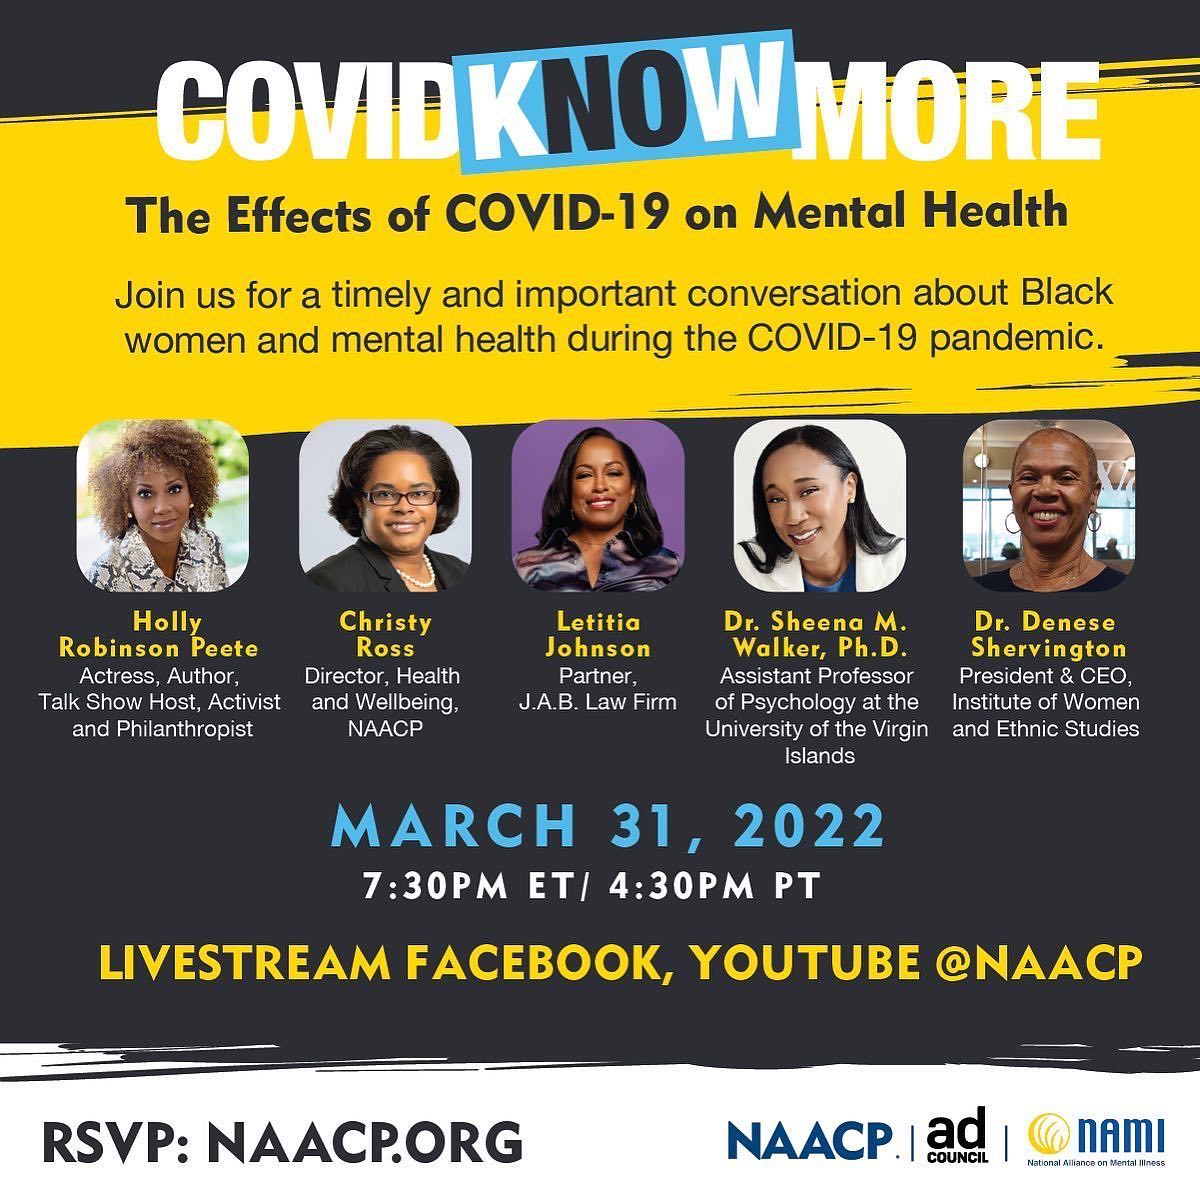 COVIDKNOWMORE
The Effects of COVID-19 on Mental Health
Join us for a timely and important conversation about Black
women and mental health during the COVID-19 pandemic.
Holly
Robinson Peete
Actress, Author,
Talk Show Host, Activist
and Philanthropist
Christy
Ross
Director, Health
and Wellbeing,
NAACP
Letitia
Johnson
Partner,
J.A.B. Law Firm
Dr. Sheena M.
Walker, Ph.D.
Assistant Professor
of Psychology at the
University of the Virgin
Islands
Dr. Denese
Shervington
President & CEO,
Institute of Women
and Ethnic Studies
MARCH 31, 2022
7:30PM ET/ 4:30PM PT
LIVESTREAM FACEBOOK, YOUTUBE @NAACP
RSVP: NAACP.ORG
NAACP.
ad
COUNCIL
NAMI
National Alliance on Mental Illness